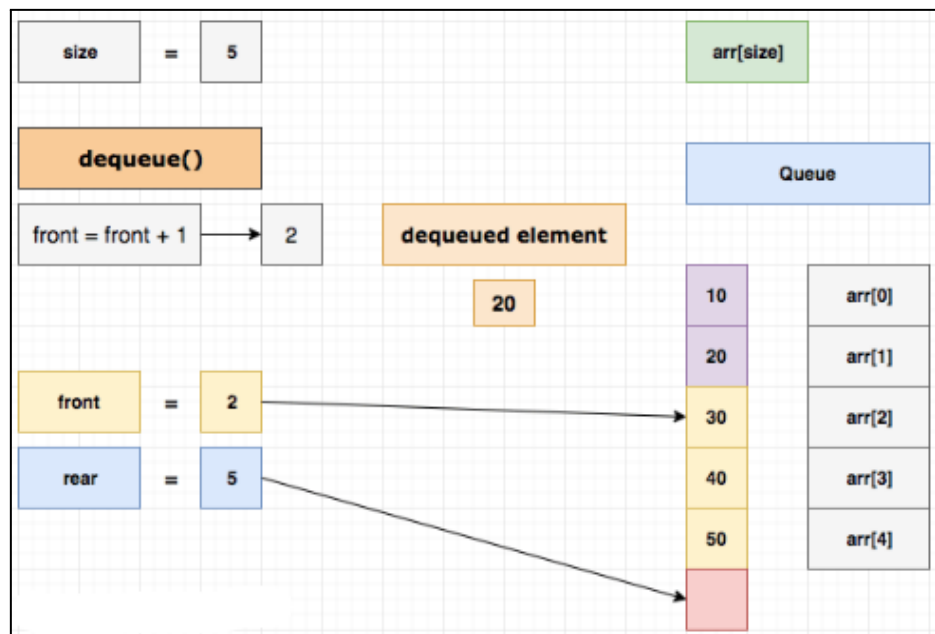 size = 5 arr[size]
dequeue()
Queue
front = front + 1 2 dequeued element
10 arr[0]
20
20 arr[1]
front = 2 30 arr[2]
rear = 5 40 arr[3]
50 arr[4]